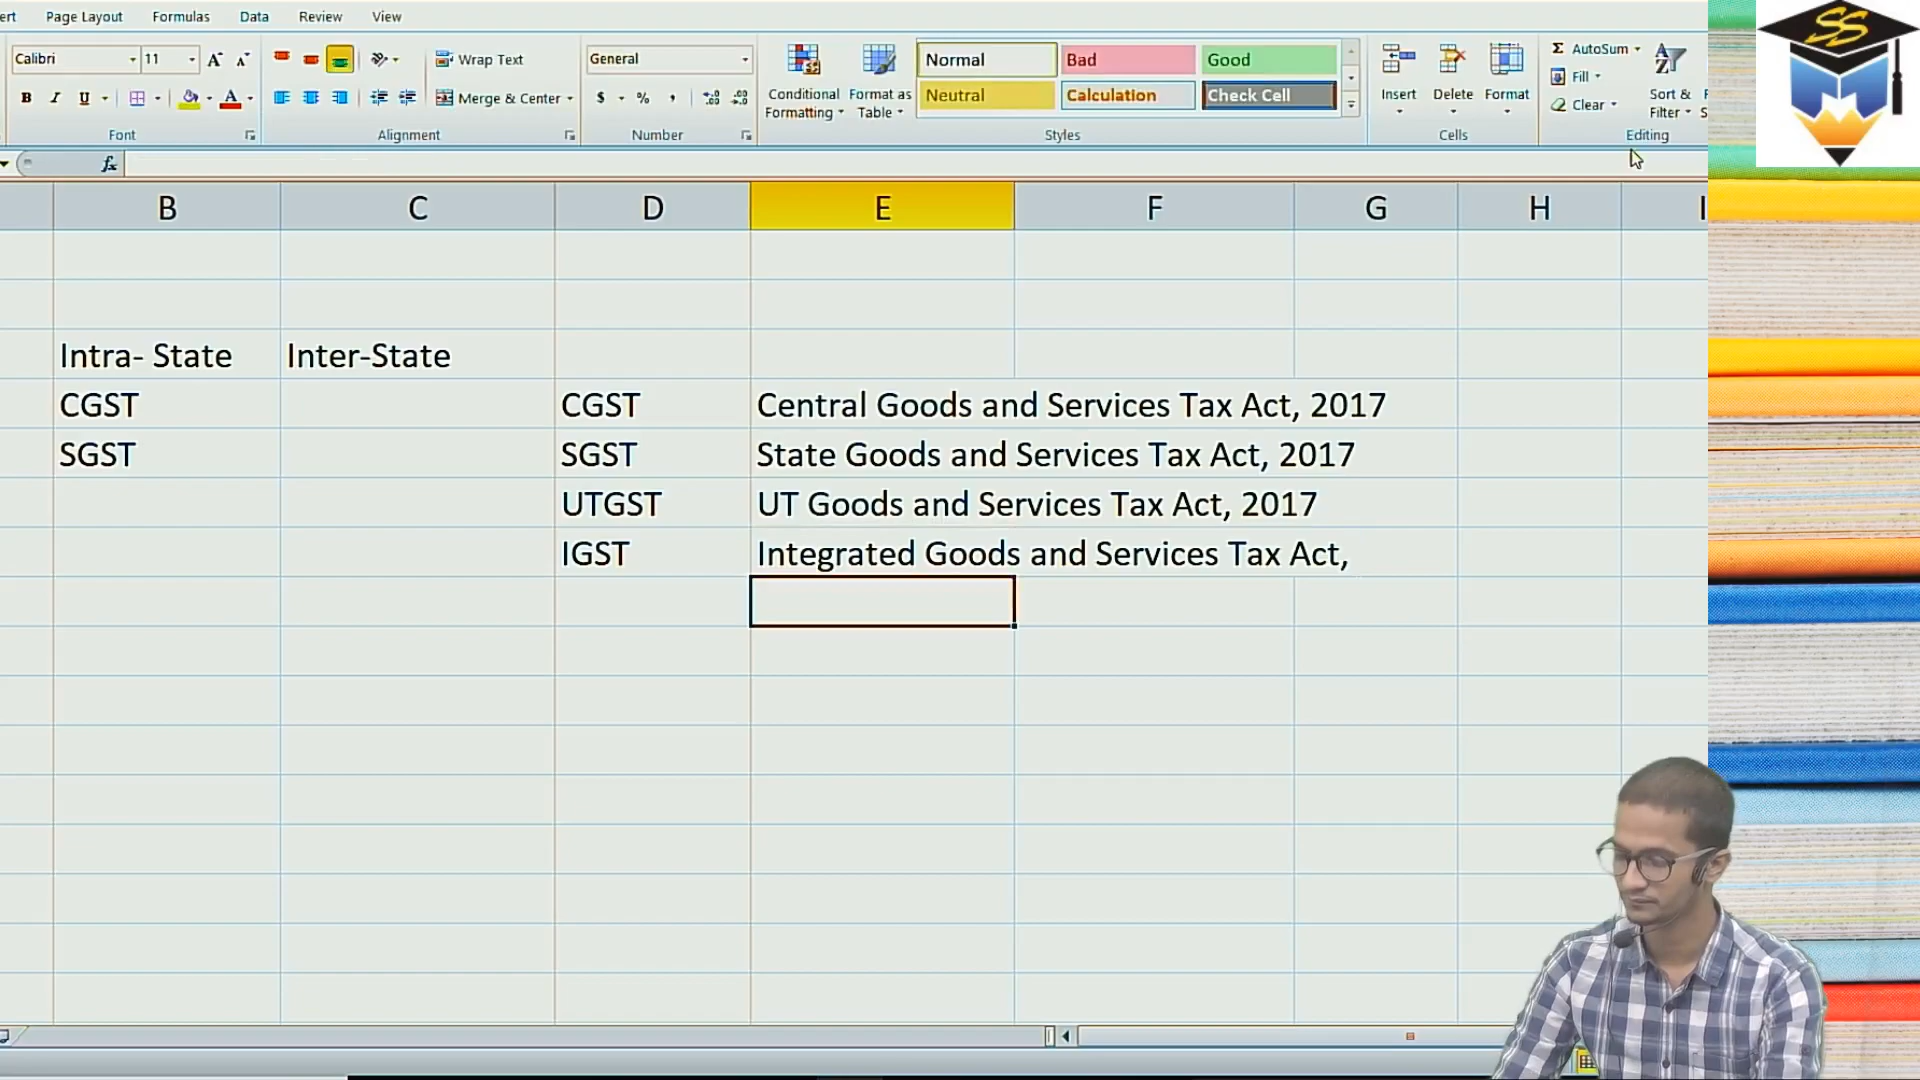 ert Page Layout Formulas Data Review View
Calibri 11 A A Wrap Text General Normal Bad Good Σ AutoSum
B I U A Merge & Center $ % , Conditional Formatting Format as Table Neutral Calculation Check Cell Insert Delete Format Fill Clear Sort & Filter
Font Alignment Number Styles Cells Editing
fx
B C D E F G H I
Intra- State Inter-State
CGST CGST Central Goods and Services Tax Act, 2017
SGST SGST State Goods and Services Tax Act, 2017
UTGST UT Goods and Services Tax Act, 2017
IGST Integrated Goods and Services Tax Act,
SS